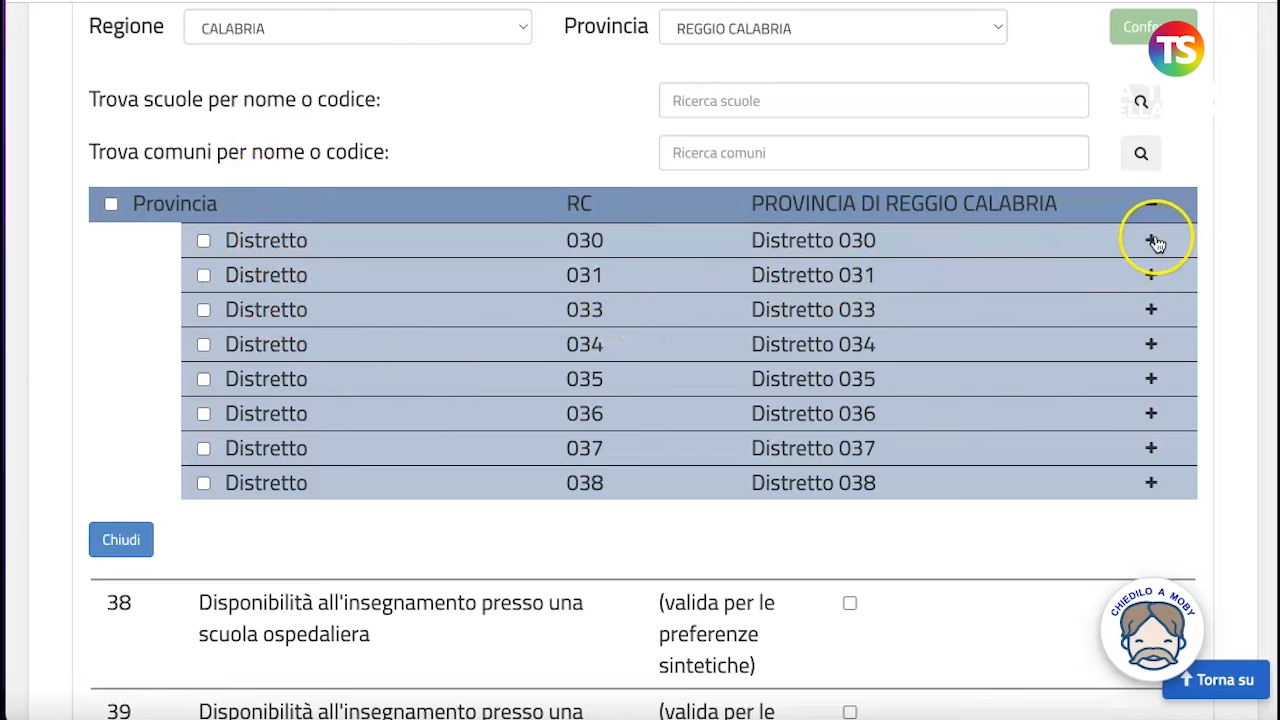 Regione CALABRIA Provincia REGGIO CALABRIA
TS
Trova scuole per nome o codice: Ricerca scuole
Trova comuni per nome o codice: Ricerca comuni
Provincia RC PROVINCIA DI REGGIO CALABRIA
Distretto 030 Distretto 030
Distretto 031 Distretto 031
Distretto 033 Distretto 033
Distretto 034 Distretto 034
Distretto 035 Distretto 035
Distretto 036 Distretto 036
Distretto 037 Distretto 037
Distretto 038 Distretto 038
Chiudi
38 Disponibilità all'insegnamento presso una (valida per le
scuola ospedaliera preferenze
sintetiche)
CHIEDILO A MOBY
Torna su
39 Disponibilità all'insegnamento presso una (valida per le